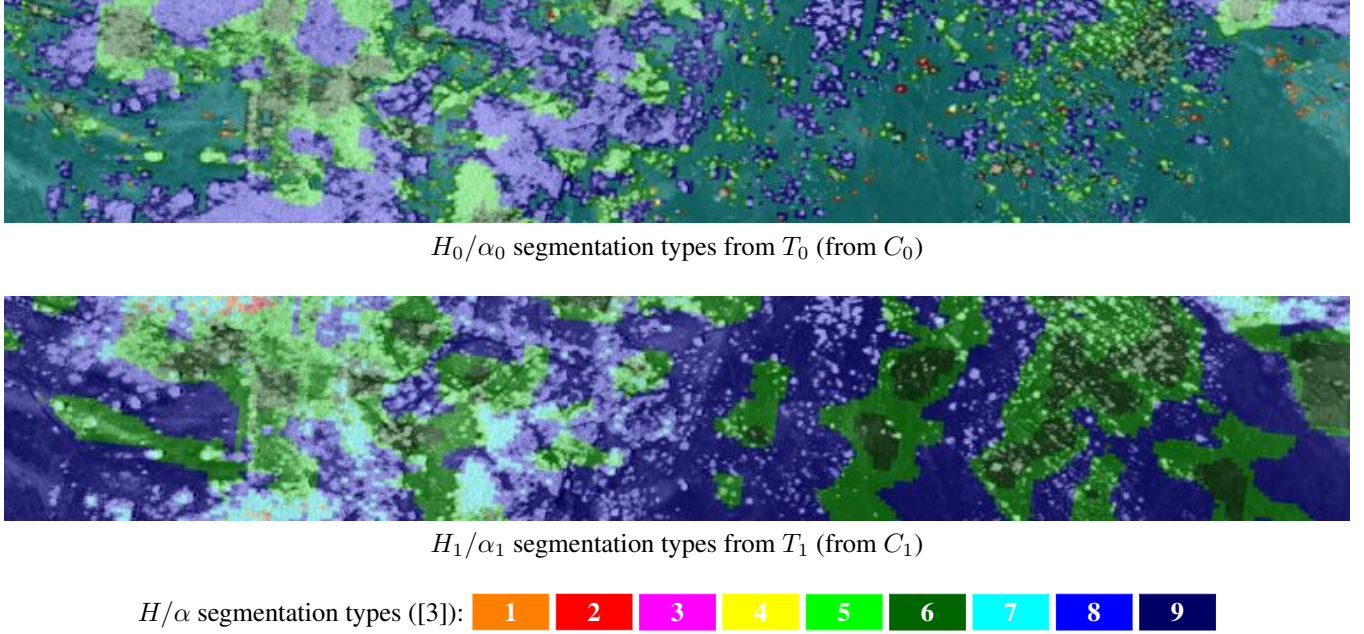 H₀/α₀ segmentation types from T₀ (from C₀)
H₁/α₁ segmentation types from T₁ (from C₁)
H/α segmentation types ([3]): 1 2 3 4 5 6 7 8 9